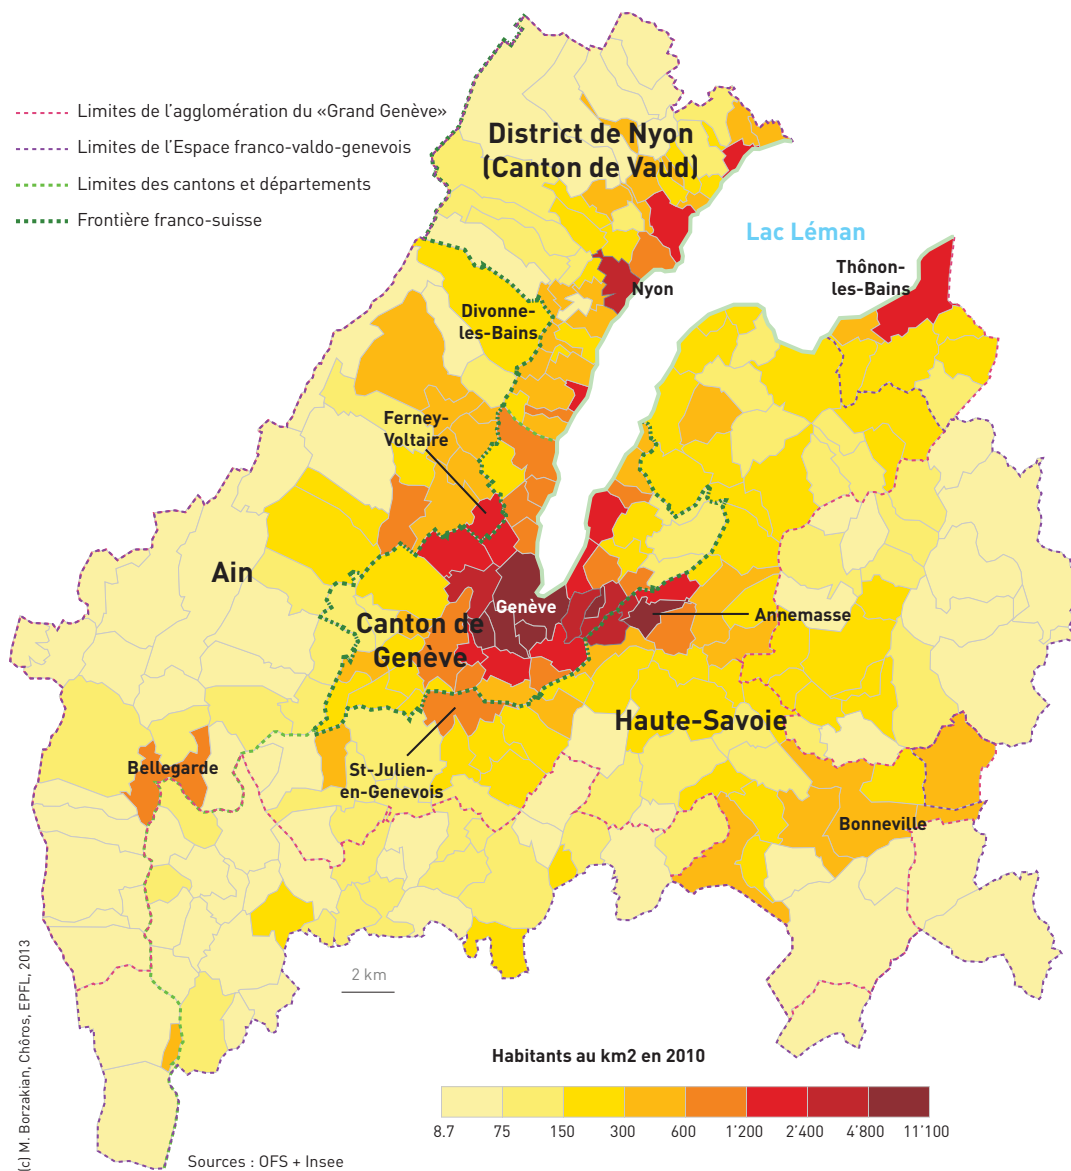 Limites de l’agglomération du «Grand Genève»
Limites de l’Espace franco-valdo-genevois
Limites des cantons et départements
Frontière franco-suisse
District de Nyon
(Canton de Vaud)
Lac Léman
Thônon-
les-Bains
Nyon
Divonne-
les-Bains
Ferney-
Voltaire
Ain
Genève
Annemasse
Canton de
Genève
Haute-Savoie
Bellegarde
St-Julien-
en-Genevois
Bonneville
2 km
(c) M. Borzakian, Chôros, EPFL, 2013
Habitants au km2 en 2010
8.7 75 150 300 600 1'200 2'400 4'800 11'100
Sources : OFS + Insee